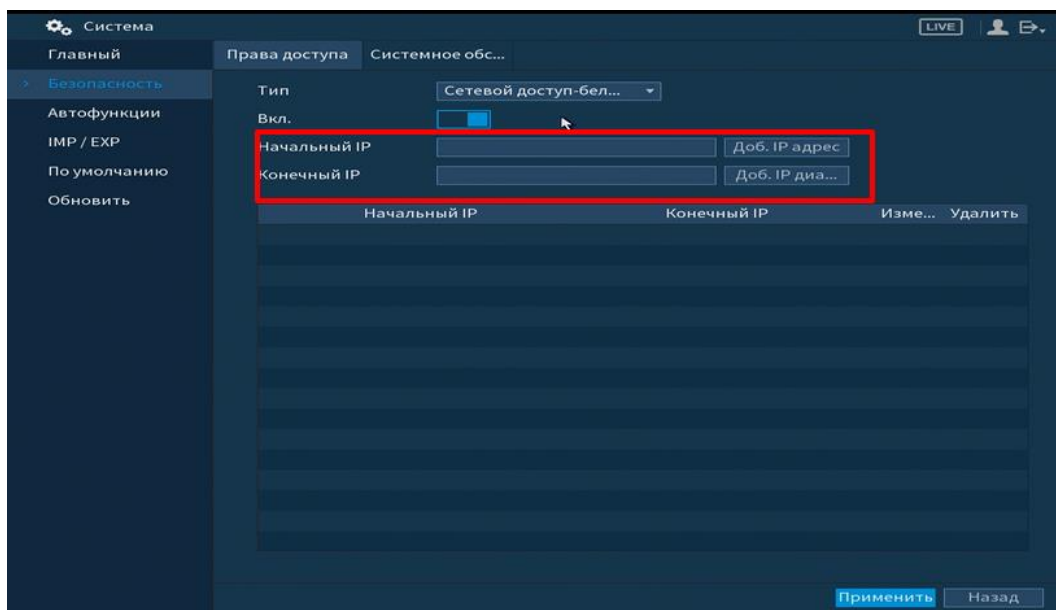 Система LIVE
Главный Права доступа Системное обс...
Безопасность Тип Сетевой доступ-бел...
Автофункции Вкл.
IMP / EXP Начальный IP Доб. IP адрес
По умолчанию Конечный IP Доб. IP диа...
Обновить
Начальный IP Конечный IP Изме... Удалить
Применить Назад